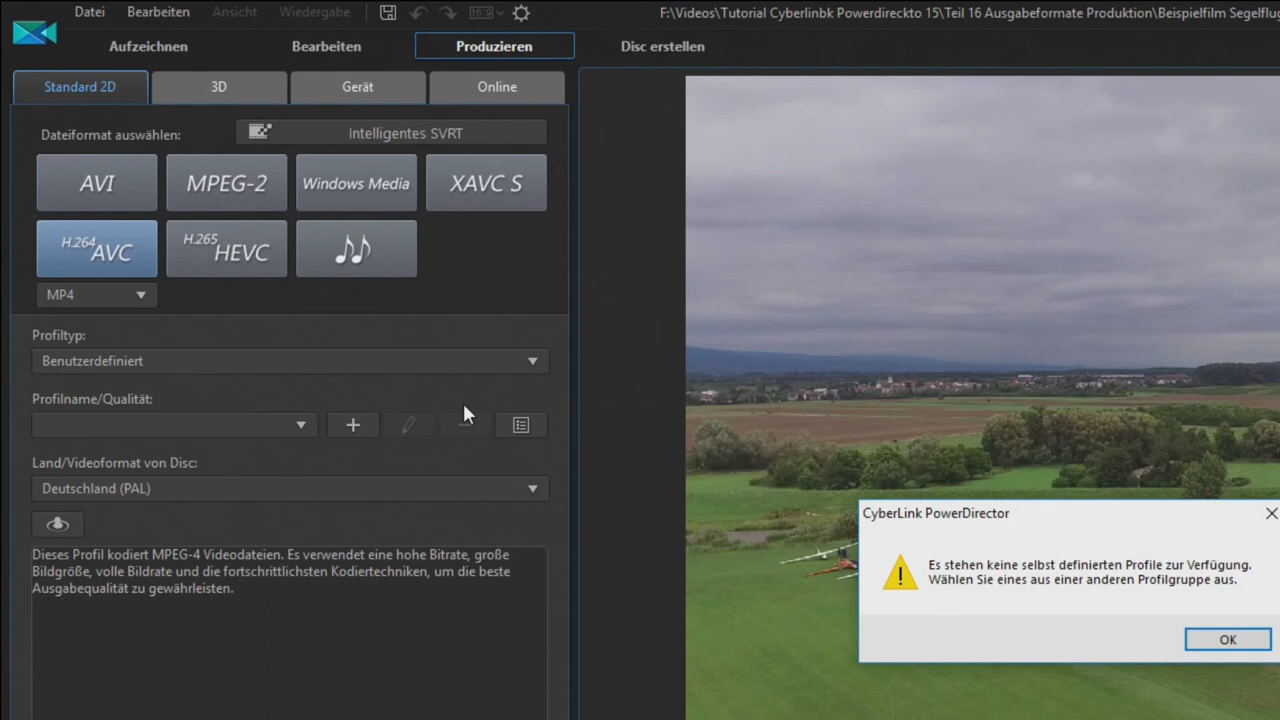 Datei Bearbeiten Ansicht Wiedergabe 16:9 F:\Videos\Tutorial Cyberlinbk Powerdireckto 15\Teil 16 Ausgabeformate Produktion\Beispielfilm Segelflug
Aufzeichnen Bearbeiten Produzieren Disc erstellen
Standard 2D 3D Gerät Online
Dateiformat auswählen: Intelligentes SVRT
AVI MPEG-2 Windows Media XAVC S
H.264 AVC H.265 HEVC
MP4
Profiltyp:
Benutzerdefiniert
Profilname/Qualität:
Land/Videoformat von Disc:
Deutschland (PAL)
Dieses Profil kodiert MPEG-4 Videodateien. Es verwendet eine hohe Bitrate, große
Bildgröße, volle Bildrate und die fortschrittlichsten Kodiertechniken, um die beste
Ausgabequalität zu gewährleisten.
CyberLink PowerDirector
Es stehen keine selbst definierten Profile zur Verfügung.
Wählen Sie eines aus einer anderen Profilgruppe aus.
OK